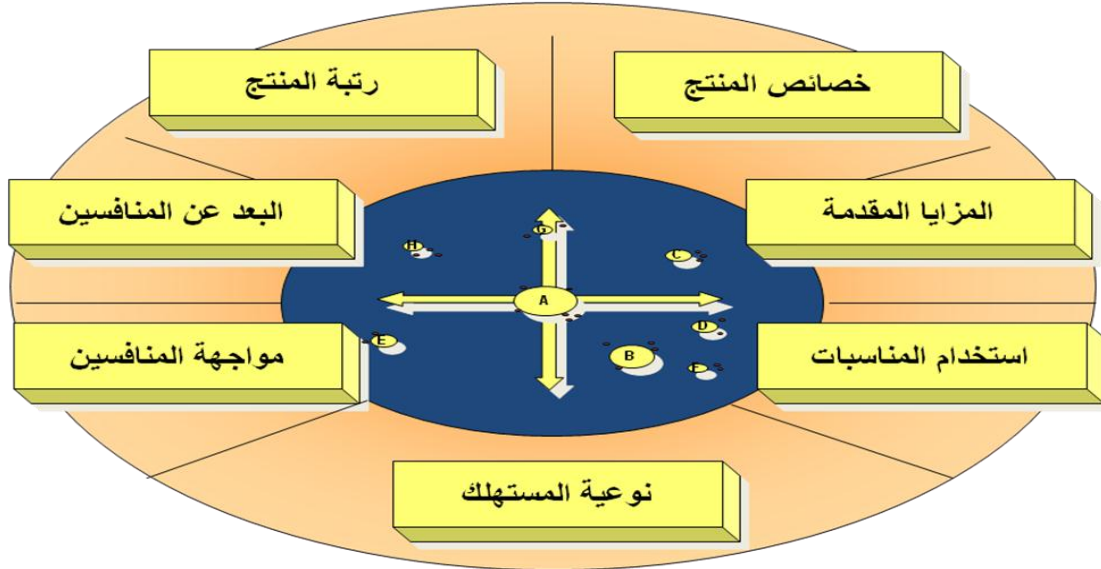 خصائص المنتج
رتبة المنتج
المزايا المقدمة
البعد عن المنافسين
H
G
C
A
E
D
B
F
استخدام المناسبات
مواجهة المنافسين
نوعية المستهلك